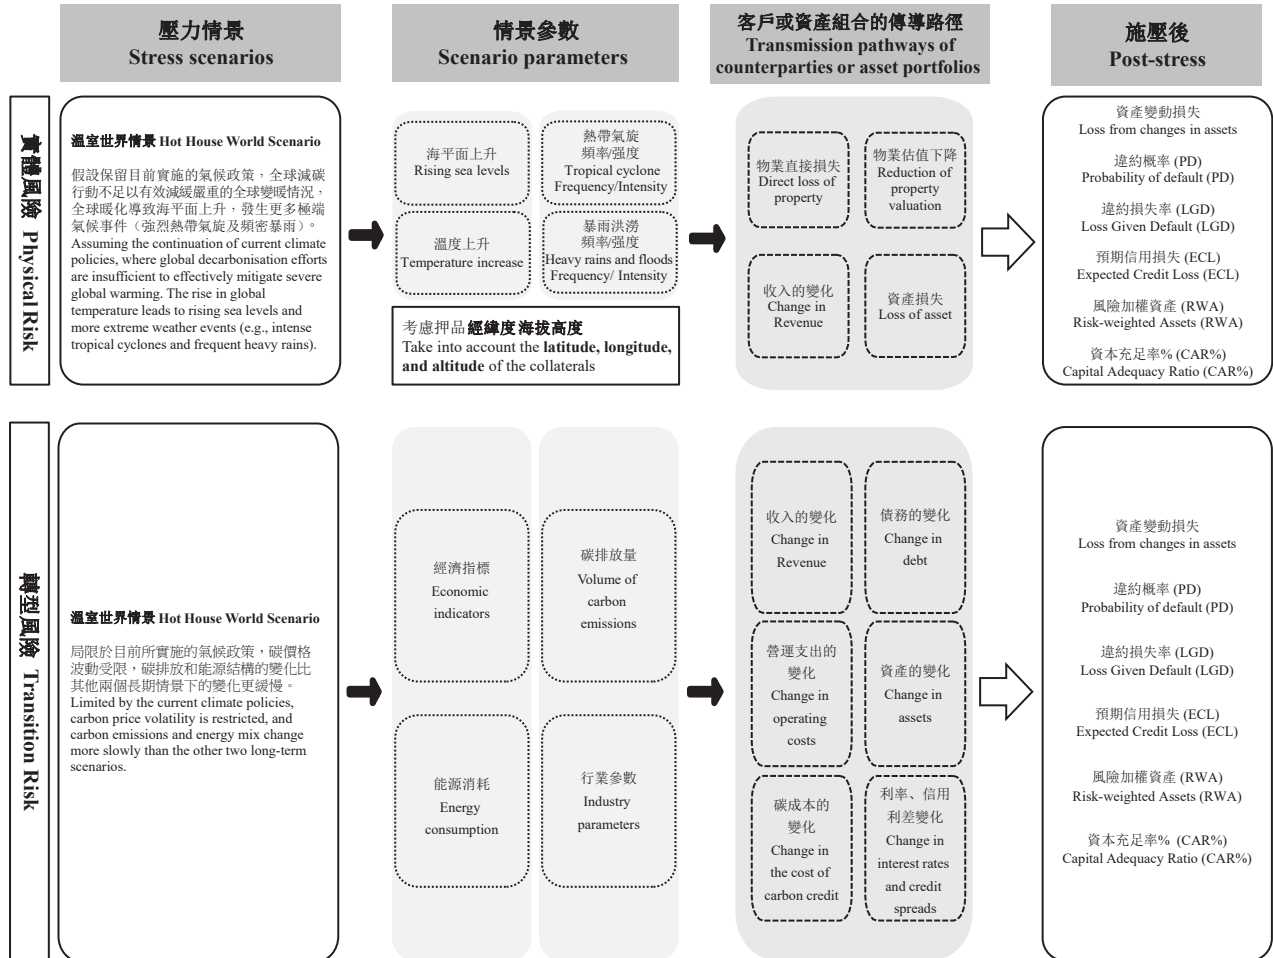 壓力情景
Stress scenarios
情景參數
Scenario parameters
客戶或資產組合的傳導路徑
Transmission pathways of
counterparties or asset portfolios
施壓後
Post-stress
實體風險 Physical Risk
溫室世界情景 Hot House World Scenario
假設保留目前實施的氣候政策，全球減碳
行動不足以有效減緩嚴重的全球變暖情況，
全球暖化導致海平面上升，發生更多極端
氣候事件（強烈熱帶氣旋及頻密暴雨）。
Assuming the continuation of current climate
policies, where global decarbonisation efforts
are insufficient to effectively mitigate severe
global warming. The rise in global
temperature leads to rising sea levels and
more extreme weather events (e.g., intense
tropical cyclones and frequent heavy rains).
海平面上升
Rising sea levels
熱帶氣旋
頻率/强度
Tropical cyclone
Frequency/Intensity
溫度上升
Temperature increase
暴雨洪澇
頻率/强度
Heavy rains and floods
Frequency/ Intensity
考慮押品經緯度海拔高度
Take into account the latitude, longitude,
and altitude of the collaterals
物業直接損失
Direct loss of
property
物業估值下降
Reduction of
property
valuation
收入的變化
Change in
Revenue
資產損失
Loss of asset
資產變動損失
Loss from changes in assets
違約概率 (PD)
Probability of default (PD)
違約損失率 (LGD)
Loss Given Default (LGD)
預期信用損失 (ECL)
Expected Credit Loss (ECL)
風險加權資產 (RWA)
Risk-weighted Assets (RWA)
資本充足率% (CAR%)
Capital Adequacy Ratio (CAR%)
轉型風險 Transition Risk
溫室世界情景 Hot House World Scenario
局限於目前所實施的氣候政策，碳價格
波動受限，碳排放和能源結構的變化比
其他兩個長期情景下的變化更緩慢。
Limited by the current climate policies,
carbon price volatility is restricted, and
carbon emissions and energy mix change
more slowly than the other two long-term
scenarios.
經濟指標
Economic
indicators
碳排放量
Volume of
carbon
emissions
能源消耗
Energy
consumption
行業參數
Industry
parameters
收入的變化
Change in
Revenue
債務的變化
Change in
debt
營運支出的
變化
Change in
operating
costs
資產的變化
Change in
assets
碳成本的
變化
Change in
the cost of
carbon credit
利率、信用
利差變化
Change in
interest rates
and credit
spreads
資產變動損失
Loss from changes in assets
違約概率 (PD)
Probability of default (PD)
違約損失率 (LGD)
Loss Given Default (LGD)
預期信用損失 (ECL)
Expected Credit Loss (ECL)
風險加權資產 (RWA)
Risk-weighted Assets (RWA)
資本充足率% (CAR%)
Capital Adequacy Ratio (CAR%)